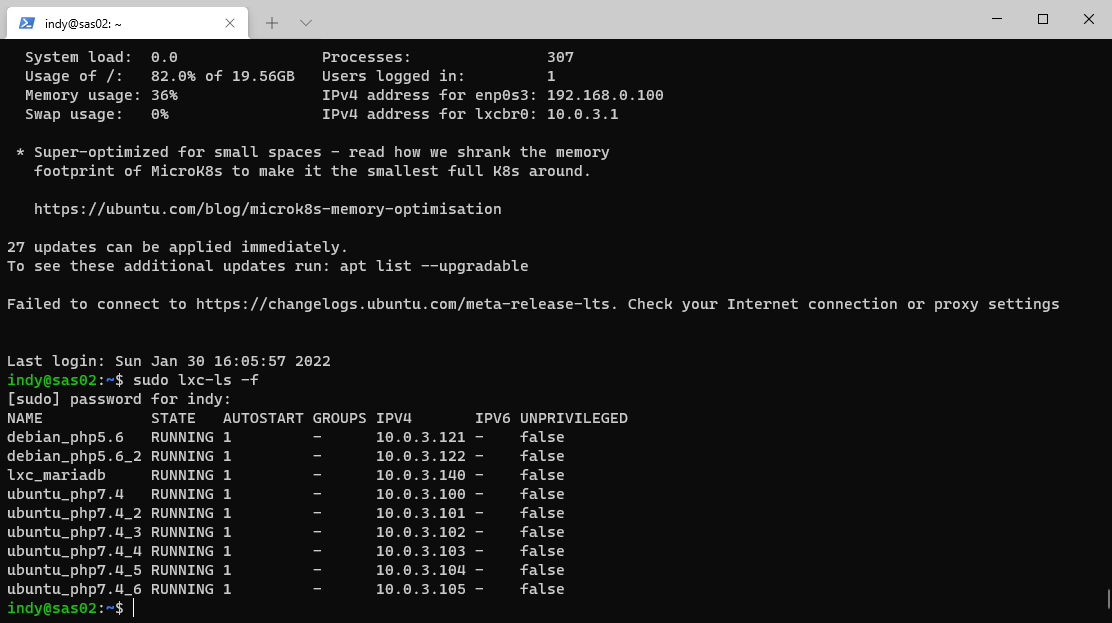 indy@sas02: ~
System load:  0.0                Processes:               307
Usage of /:   82.0% of 19.56GB   Users logged in:         1
Memory usage: 36%                IPv4 address for enp0s3: 192.168.0.100
Swap usage:   0%                 IPv4 address for lxcbr0: 10.0.3.1
* Super-optimized for small spaces - read how we shrank the memory
footprint of MicroK8s to make it the smallest full K8s around.
https://ubuntu.com/blog/microk8s-memory-optimisation
27 updates can be applied immediately.
To see these additional updates run: apt list --upgradable
Failed to connect to https://changelogs.ubuntu.com/meta-release-lts. Check your Internet connection or proxy settings
Last login: Sun Jan 30 16:05:57 2022
indy@sas02:~$ sudo lxc-ls -f
[sudo] password for indy:
NAME            STATE   AUTOSTART GROUPS IPV4       IPV6 UNPRIVILEGED
debian_php5.6   RUNNING 1         -      10.0.3.121 -    false
debian_php5.6_2 RUNNING 1         -      10.0.3.122 -    false
lxc_mariadb     RUNNING 1         -      10.0.3.140 -    false
ubuntu_php7.4   RUNNING 1         -      10.0.3.100 -    false
ubuntu_php7.4_2 RUNNING 1         -      10.0.3.101 -    false
ubuntu_php7.4_3 RUNNING 1         -      10.0.3.102 -    false
ubuntu_php7.4_4 RUNNING 1         -      10.0.3.103 -    false
ubuntu_php7.4_5 RUNNING 1         -      10.0.3.104 -    false
ubuntu_php7.4_6 RUNNING 1         -      10.0.3.105 -    false
indy@sas02:~$